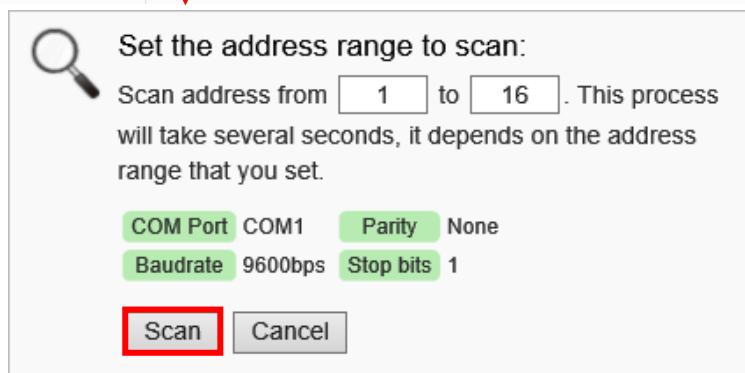 Set the address range to scan:
Scan address from 1 to 16 . This process
will take several seconds, it depends on the address
range that you set.
COM Port COM1 Parity None
Baudrate 9600bps Stop bits 1
Scan Cancel